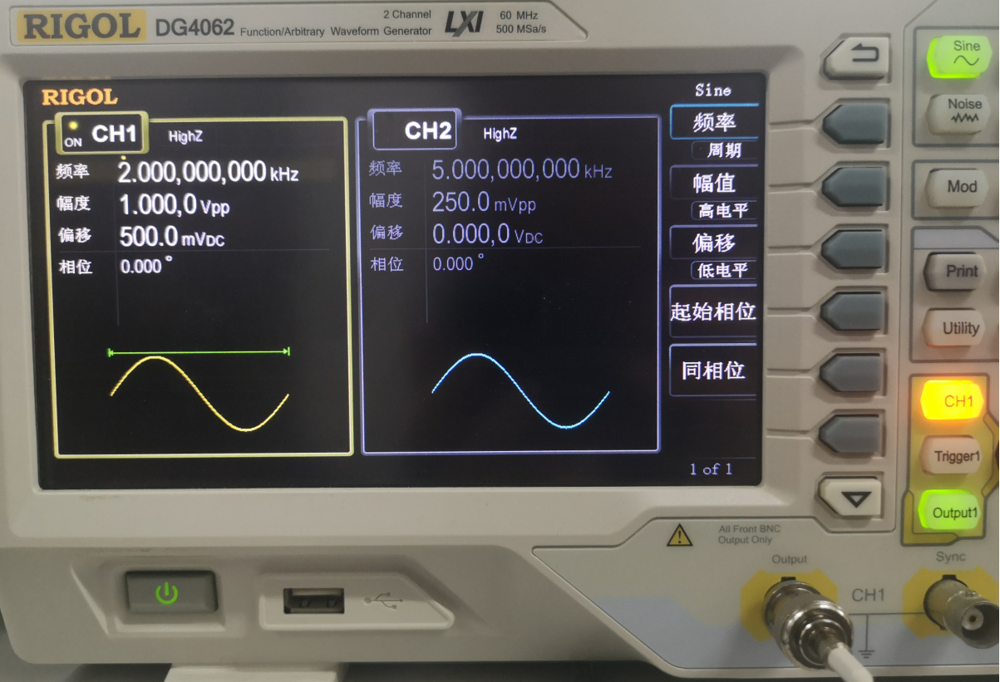 RIGOL DG4062 Function/Arbitrary Waveform Generator
2 Channel
LXI
60 MHz
500 MSa/s
RIGOL
ON CH1 HighZ
频率 2.000,000,000 kHz
幅度 1.000,0 Vpp
偏移 500.0 mVDC
相位 0.000 °
CH2 HighZ
频率 5.000,000,000 kHz
幅度 250.0 mVpp
偏移 0.000,0 VDC
相位 0.000 °
Sine
频率
周期
幅值
高电平
偏移
低电平
起始相位
同相位
1 of 1
Sine
Noise
Mod
Print
Utility
CH1
Trigger1
Output1
All Front BNC
Output Only
Output
Sync
CH1